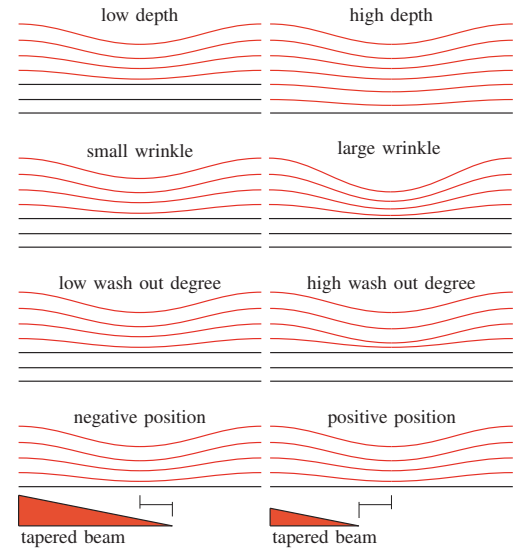 low depth
high depth
small wrinkle
large wrinkle
low wash out degree
high wash out degree
negative position
positive position
tapered beam
tapered beam